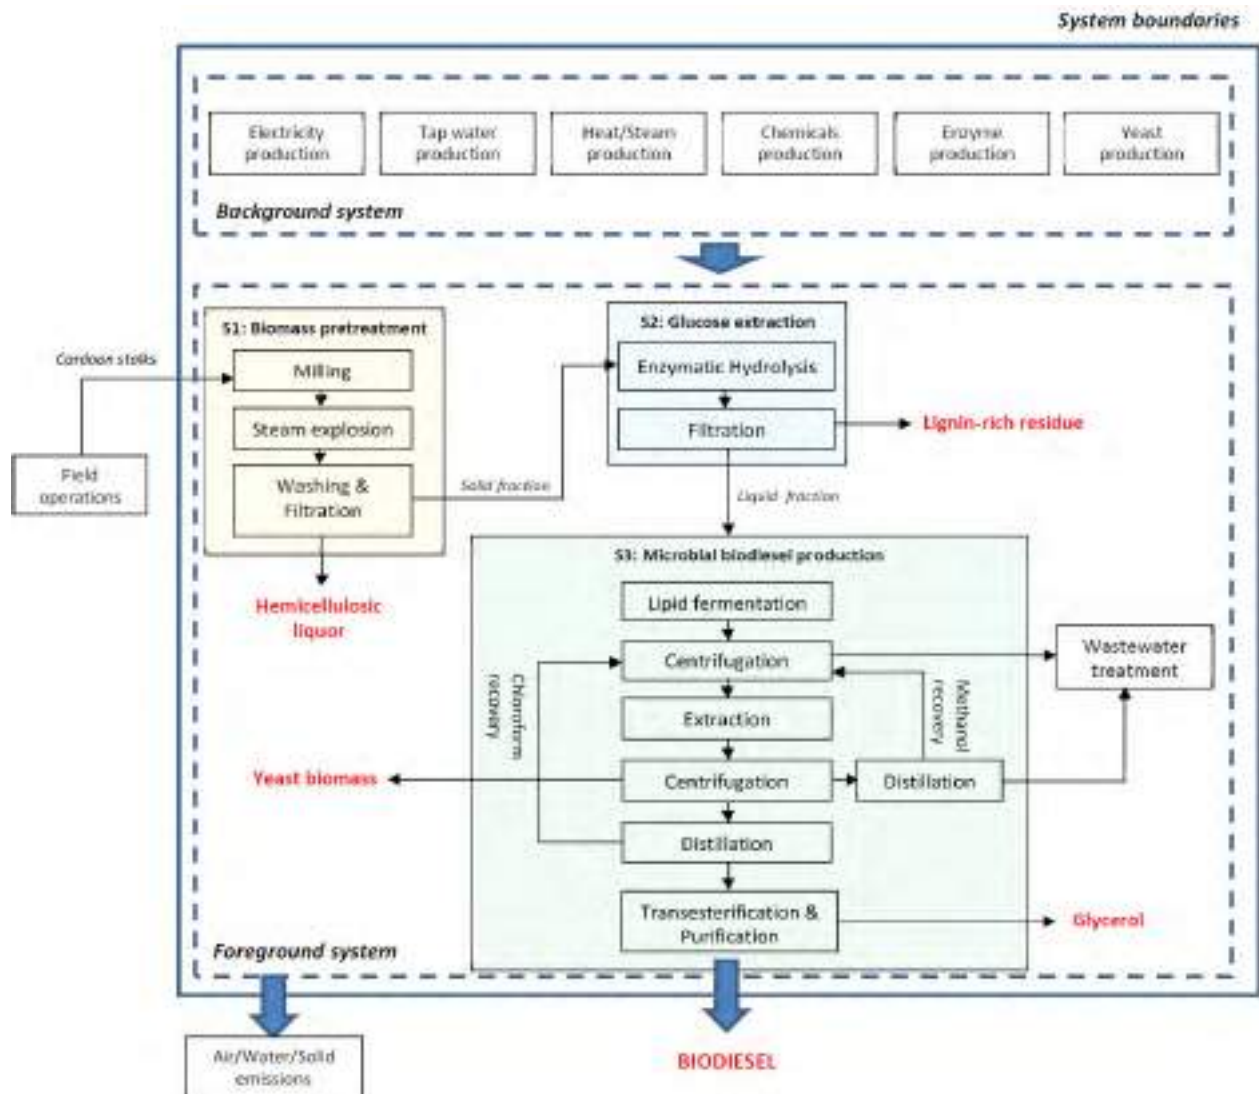 System boundaries
Electricity
production
Tap water
production
Heat/Steam
production
Chemicals
production
Enzyme
production
Yeast
production
Background system
S1: Biomass pretreatment
Cardoon stalks
Milling
Steam explosion
Washing &
Filtration
Field
operations
Solid fraction
Hemicellulosic
liquor
S2: Glucose extraction
Enzymatic Hydrolysis
Filtration
Lignin-rich residue
Liquid fraction
S3: Microbial biodiesel production
Lipid fermentation
Centrifugation
Wastewater
treatment
Chloroform
recovery
Methanol
recovery
Extraction
Yeast biomass
Centrifugation
Distillation
Distillation
Transesterification &
Purification
Glycerol
Foreground system
Air/Water/Solid
emissions
BIODIESEL